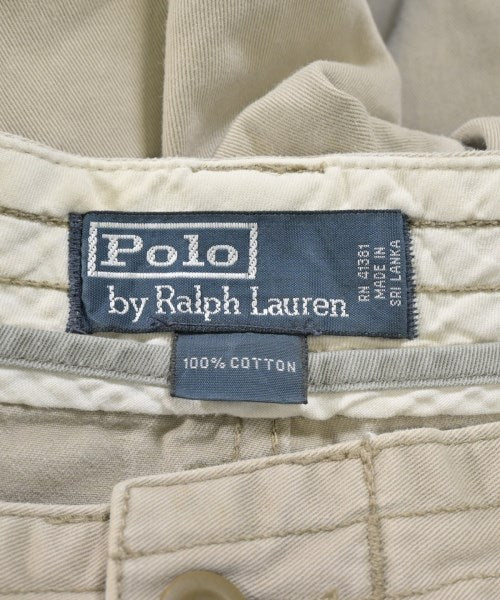 Polo
by Ralph Lauren
RN 41381
MADE IN
SRI LANKA
100% COTTON